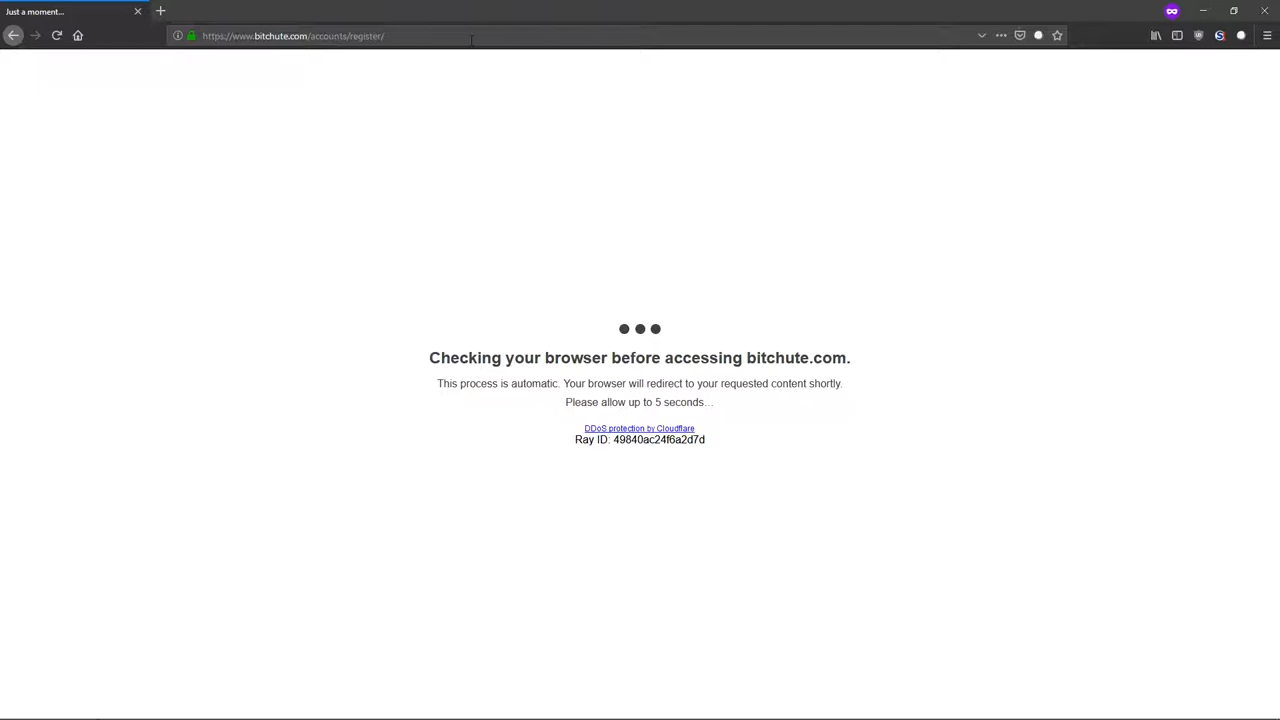 Just a moment...
https://www.bitchute.com/accounts/register/
Checking your browser before accessing bitchute.com.
This process is automatic. Your browser will redirect to your requested content shortly.
Please allow up to 5 seconds...
DDoS protection by Cloudflare
Ray ID: 49840ac24f6a2d7d